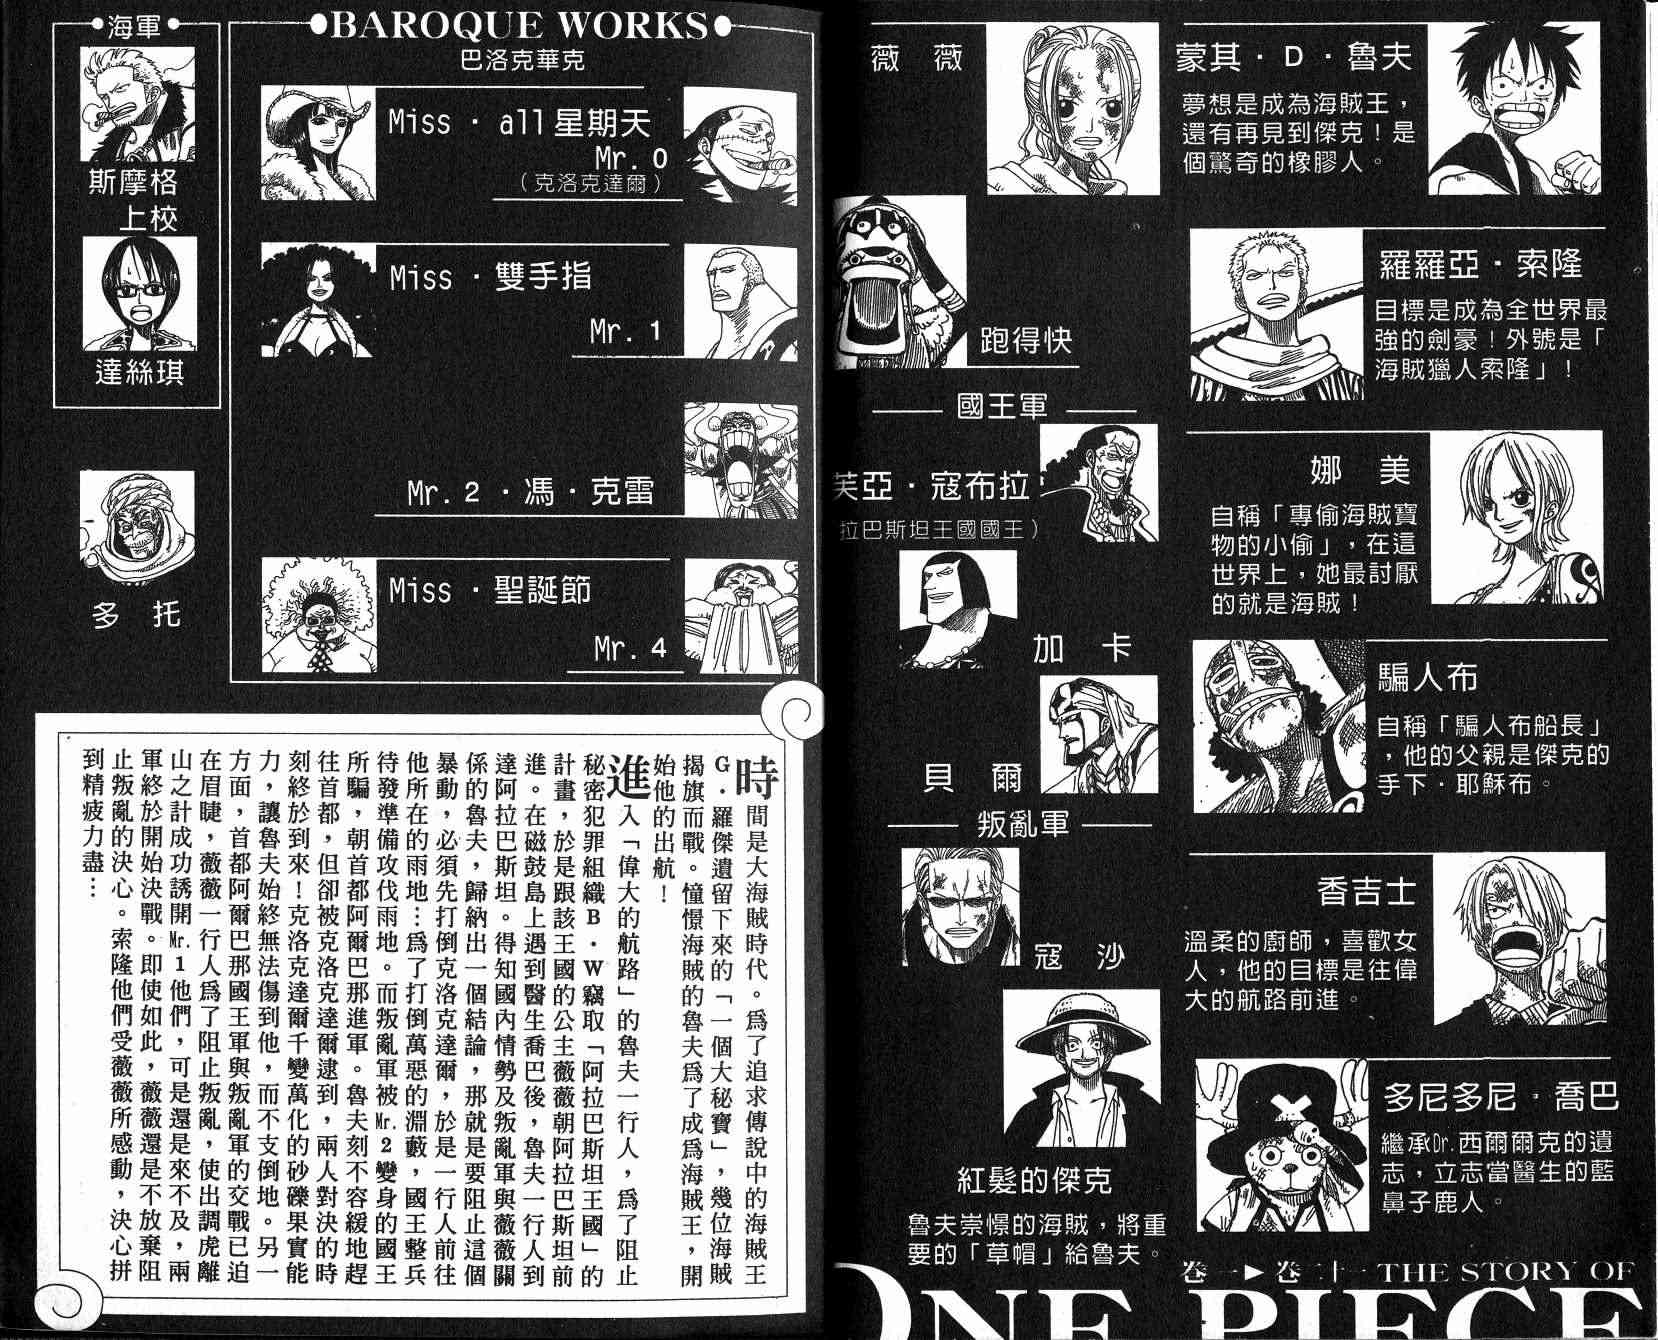 蒙其・D・魯夫
夢想是成為海賊王，
還有再見到傑克！是
個驚奇的橡膠人。
羅羅亞・索隆
目標是成為全世界最
強的劍豪！外號是「
海賊獵人索隆」！
娜美
自稱「專偷海賊寶
物的小偷」，在這
世界上，她最討厭
的就是海賊！
騙人布
自稱「騙人布船長」
，他的父親是傑克的
手下・耶穌布。
香吉士
溫柔的廚師，喜歡女
人，他的目標是往偉
大的航路前進。
多尼多尼・喬巴
繼承Dr.西爾爾克的遺
志，立志當醫生的藍
鼻子鹿人。
薇薇
跑得快
國王軍
芙亞・寇布拉
拉巴斯坦王國國王）
加卡
貝爾
叛亂軍
寇沙
紅髮的傑克
魯夫崇憬的海賊，將重
要的「草帽」給魯夫。
卷一▶卷二十一 THE STORY OF
ONE PIECE
BAROQUE WORKS
巴洛克華克
Miss・all星期天
Mr.0
（克洛克達爾）
Miss・雙手指
Mr.1
Mr.2・馮・克雷
Miss・聖誕節
Mr.4
海軍
斯摩格
上校
達絲琪
多托
時間是大海賊時代。為了追求傳說中的海賊王
G・羅傑遺留下來的「一個大秘寶」，幾位海賊
揭旗而戰。憧憬海賊的魯夫為了成為海賊王，開
始他的出航！
進入「偉大的航路」的魯夫一行人，為了阻止
秘密犯罪組織B・W竊取「阿拉巴斯坦王國」的
計畫，於是跟該王國的公主薇薇朝阿拉巴斯坦前
進。在磁鼓島上遇到醫生喬巴後，魯夫一行人到
達阿拉巴斯坦。得知國內情勢及叛亂軍與薇薇關
係的魯夫，歸納出一個結論，那就是要阻止這個
暴動，必須先打倒克洛克達爾，於是一行人前往
他所在的雨地…為了打倒萬惡的淵藪，國王整兵
待發準備攻伐雨地。而叛亂軍被Mr.2變身的國王
所騙，朝首都阿爾巴那進軍。魯夫刻不容緩地趕
往首都，但卻被克洛克達爾逮到，兩人對決的時
刻終於到來！克洛克達爾千變萬化的砂礫果實能
力，讓魯夫始終無法傷到他，而不支倒地。另一
方面，首都阿爾巴那國王軍與叛亂軍的交戰已迫
在眉睫，薇薇一行人為了阻止叛亂，使出調虎離
山之計成功誘開Mr.1他們，可是還是來不及，兩
軍終於開始決戰。即使如此，薇薇還是不放棄阻
止叛亂的決心。索隆他們受薇薇所感動，決心拼
到精疲力盡…